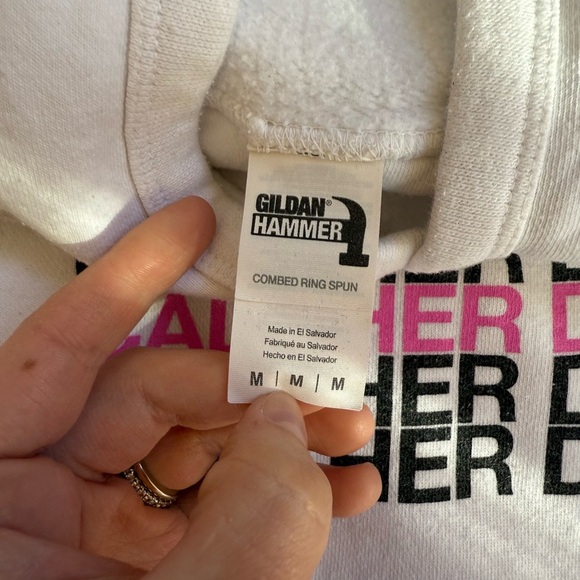 GILDAN®
HAMMER
COMBED RING SPUN
Made in El Salvador
Fabriqué au Salvador
Hecho en El Salvador
M | M | M
HER D
HER D
HER D